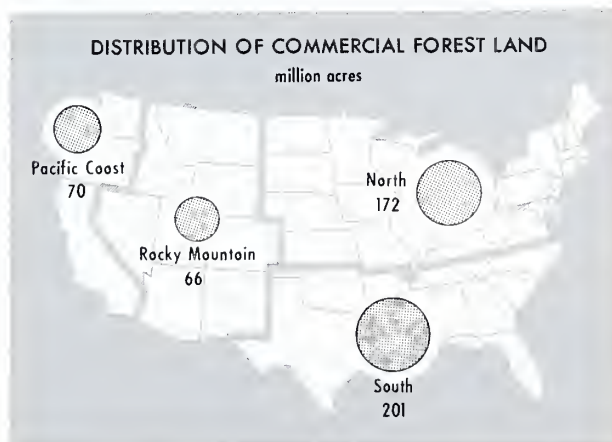 DISTRIBUTION OF COMMERCIAL FOREST LAND
million acres
Pacific Coast
70
North
172
Rocky Mountain
66
South
201